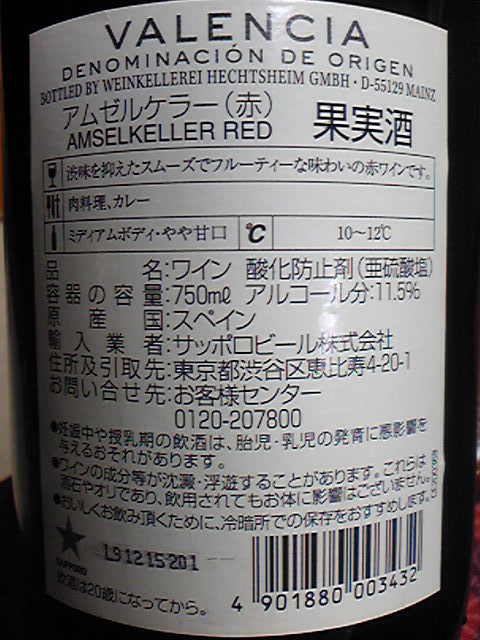 VALENCIA
DENOMINACIÓN DE ORIGEN
BOTTLED BY WEINKELLEREI HECHTSHEIM GMBH · D-55129 MAINZ
アムゼルケラー(赤) 果実酒
AMSELKELLER RED
渋味を抑えたスムーズでフルーティーな味わいの赤ワインです。
肉料理、カレー
ミディアムボディ・やや甘口 ℃ 10〜12℃
品名:ワイン 酸化防止剤(亜硫酸塩)
容器の容量:750mℓ アルコール分:11.5%
原産国:スペイン
輸入業者:サッポロビール株式会社
住所及引取先:東京都渋谷区恵比寿4-20-1
お問い合せ先:お客様センター
0120-207800
●妊娠中や授乳期の飲酒は、胎児・乳児の発育に悪影響を
与えるおそれがあります。
●ワインの成分等が沈澱・浮遊することがあります。これらは
酒石やオリであり、飲用されてもお体に影響はございません。
●おいしくお飲み頂くために、冷暗所での保存をおすすめします。
SAPPORO
L9 12 15 201
飲酒は20歳になってから。
4 901880 003432